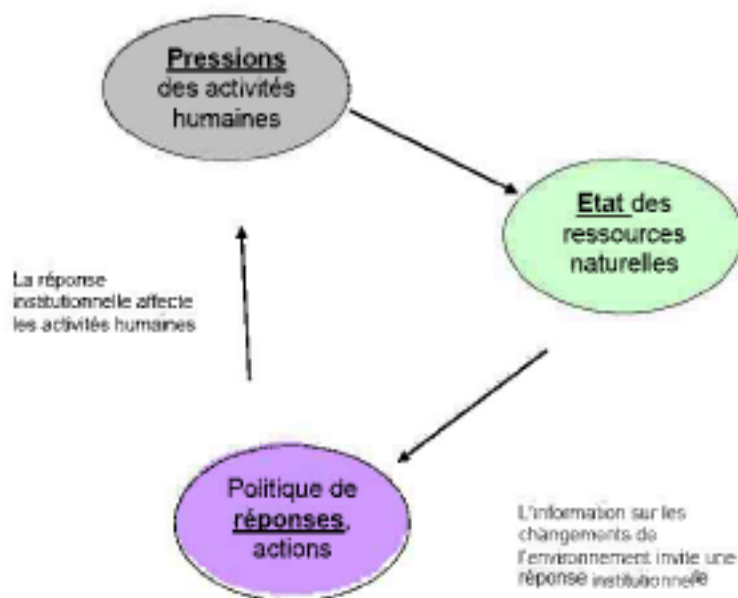 Pressions
des activités
humaines
Etat des
ressources
naturelles
La réponse
institutionnelle affecte
les activités humaines
Politique de
réponses,
actions
L'information sur les
changements de
l'environnement invite une
réponse institutionnelle